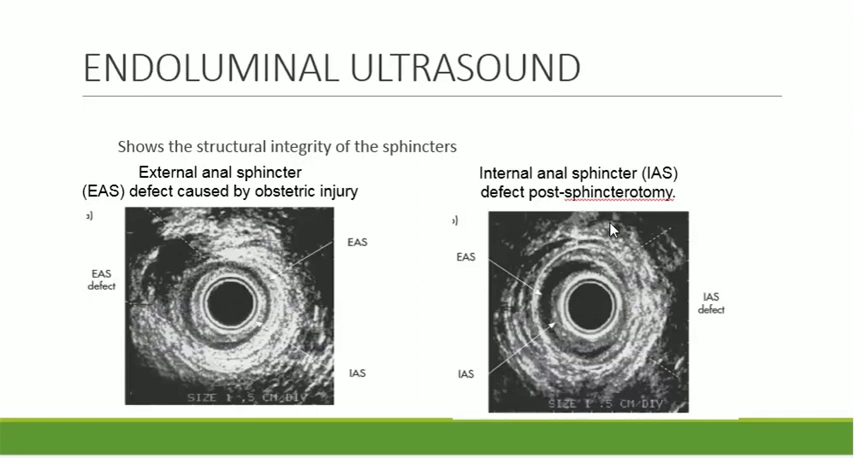 ENDOLUMINAL ULTRASOUND
Shows the structural integrity of the sphincters
External anal sphincter
(EAS) defect caused by obstetric injury
a)
EAS
EAS
defect
IAS
SIZE 1 .5 CM/DIV
Internal anal sphincter (IAS)
defect post-sphincterotomy.
EAS
IAS
defect
IAS
SIZE 1 .5 CM/DIV